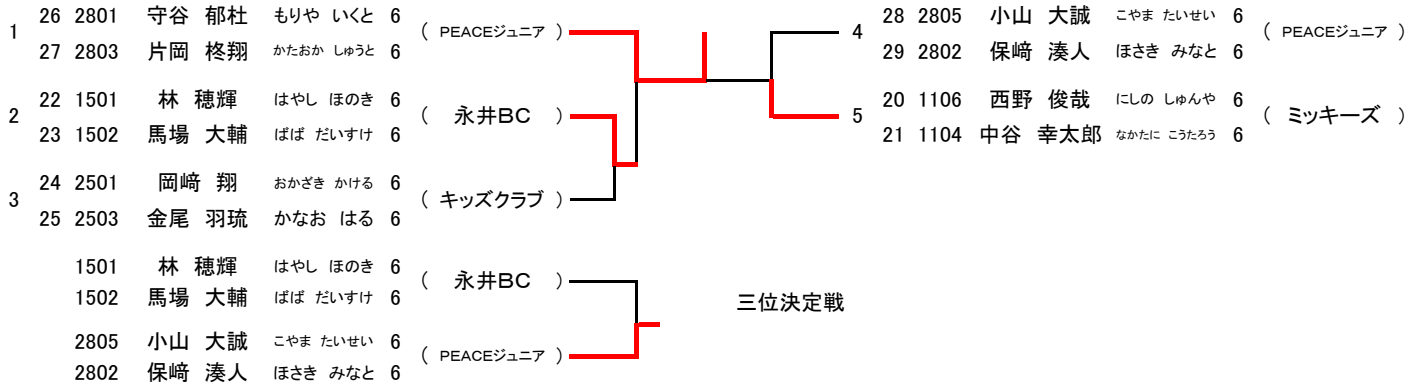 1
26 2801 守谷 郁杜 もりや いくと 6
27 2803 片岡 柊翔 かたおか しゅうと 6
( PEACEジュニア )
2
22 1501 林 穂輝 はやし ほのき 6
23 1502 馬場 大輔 ばば だいすけ 6
( 永井BC )
3
24 2501 岡﨑 翔 おかざき かける 6
25 2503 金尾 羽琉 かなお はる 6
( キッズクラブ )
4
28 2805 小山 大誠 こやま たいせい 6
29 2802 保﨑 湊人 ほさき みなと 6
( PEACEジュニア )
5
20 1106 西野 俊哉 にしの しゅんや 6
21 1104 中谷 幸太郎 なかたに こうたろう 6
( ミッキーズ )
1501 林 穂輝 はやし ほのき 6
1502 馬場 大輔 ばば だいすけ 6
( 永井BC )
三位決定戦
2805 小山 大誠 こやま たいせい 6
2802 保﨑 湊人 ほさき みなと 6
( PEACEジュニア )